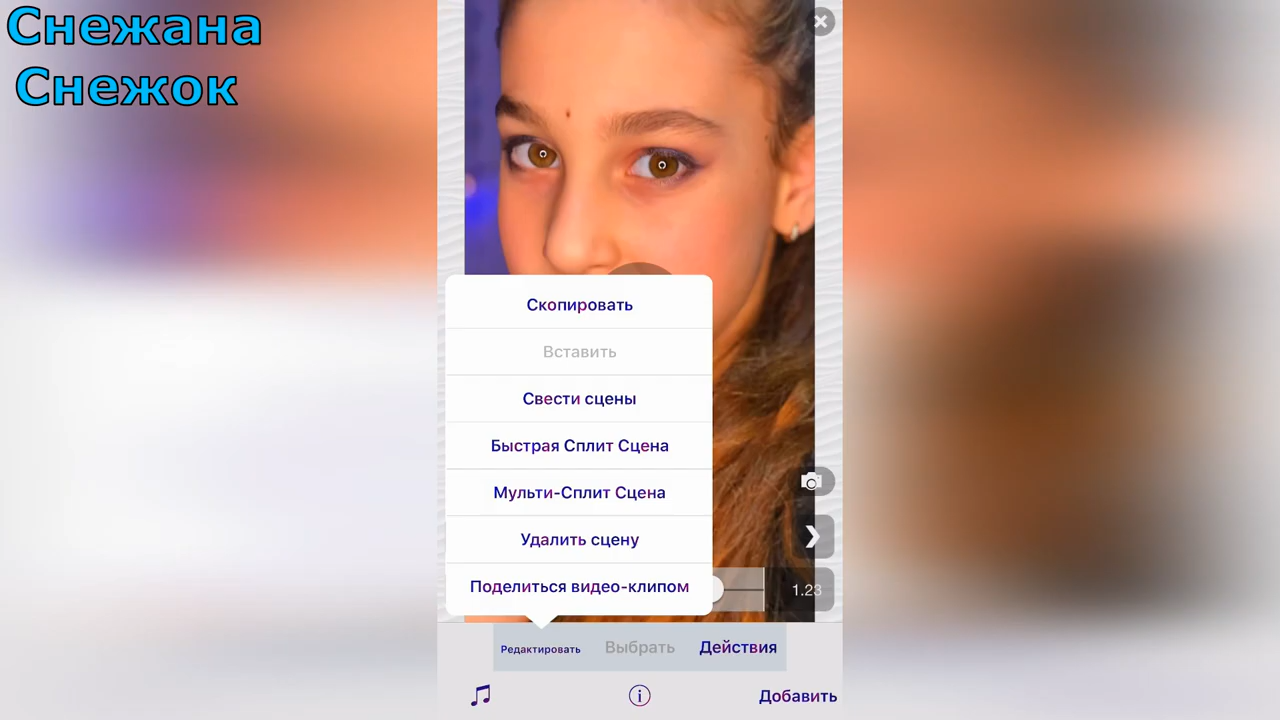 Снежана
Снежок
Скопировать
Вставить
Свести сцены
Быстрая Сплит Сцена
Мульти-Сплит Сцена
Удалить сцену
Поделиться видео-клипом
1.23
Редактировать Выбрать Действия
Добавить